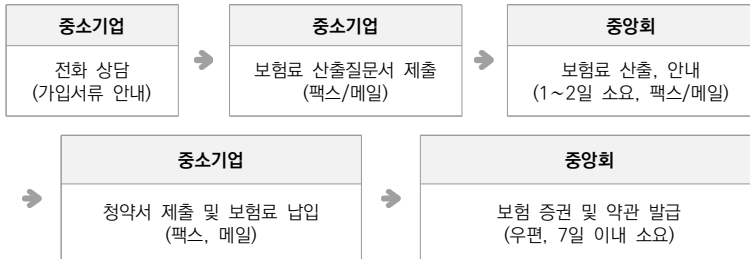 중소기업
전화 상담
(가입서류 안내)
중소기업
보험료 산출질문서 제출
(팩스/메일)
중앙회
보험료 산출, 안내
(1~2일 소요, 팩스/메일)
중소기업
청약서 제출 및 보험료 납입
(팩스, 메일)
중앙회
보험 증권 및 약관 발급
(우편, 7일 이내 소요)